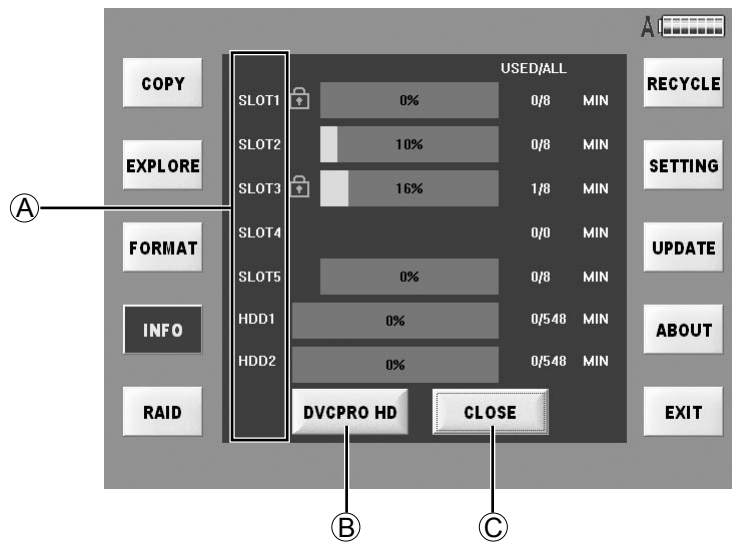 A
USED/ALL
COPY
RECYCLE
SLOT1 0% 0/8 MIN
SLOT2 10% 0/8 MIN
EXPLORE
SETTING
SLOT3 16% 1/8 MIN
A
SLOT4 0/0 MIN
FORMAT
UPDATE
SLOT5 0% 0/8 MIN
HDD1 0% 0/548 MIN
INFO
ABOUT
HDD2 0% 0/548 MIN
RAID
DVCPRO HD
CLOSE
EXIT
B
C